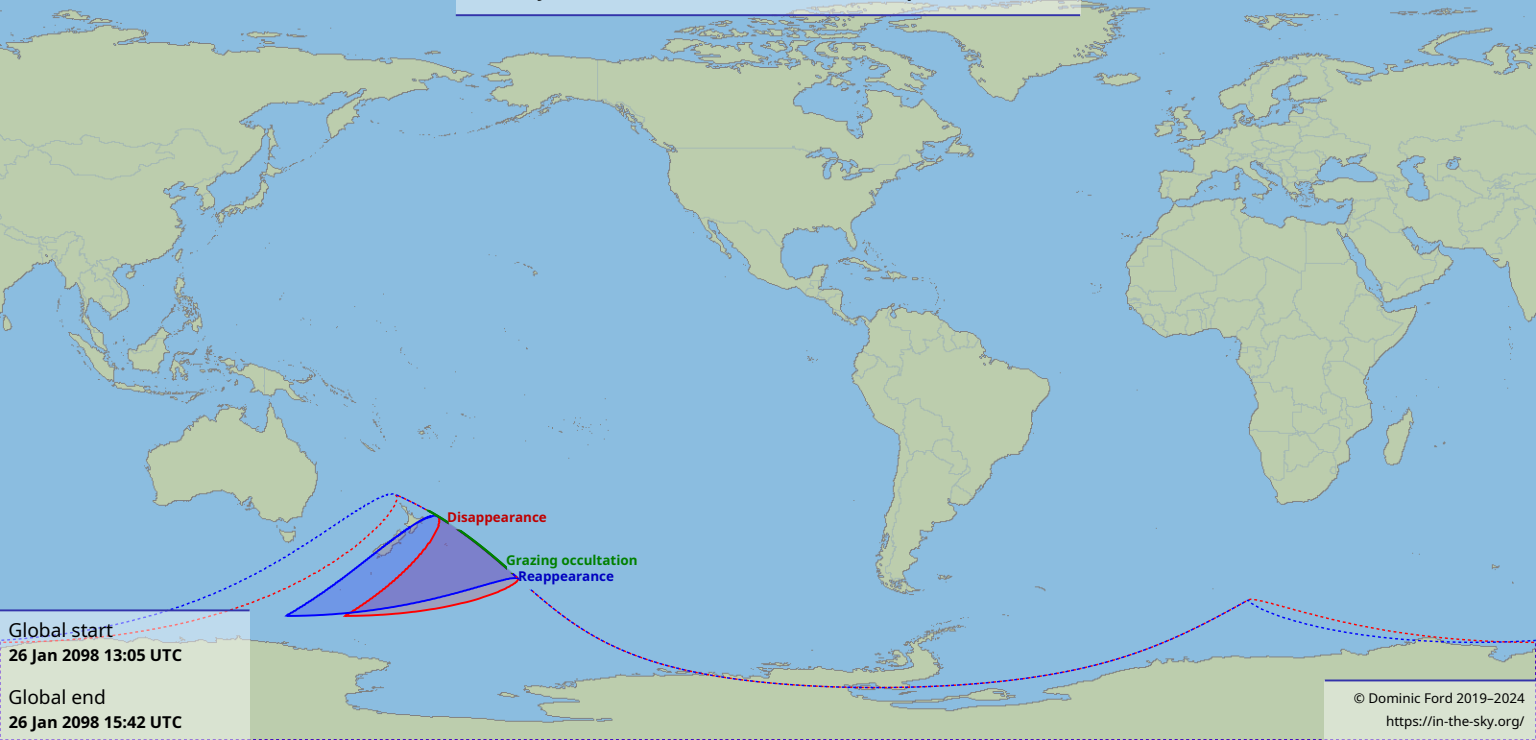 Disappearance
Grazing occultation
Reappearance
Global start
26 Jan 2098 13:05 UTC
Global end
26 Jan 2098 15:42 UTC
© Dominic Ford 2019–2024
https://in-the-sky.org/